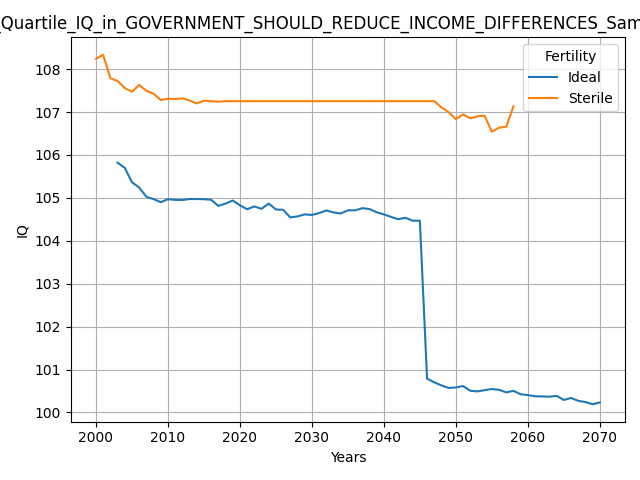 _Quartile_IQ_in_GOVERNMENT_SHOULD_REDUCE_INCOME_DIFFERENCES_Sam
Fertility
Ideal
Sterile
108
107
106
105
104
103
102
101
100
IQ
2000 2010 2020 2030 2040 2050 2060 2070
Years